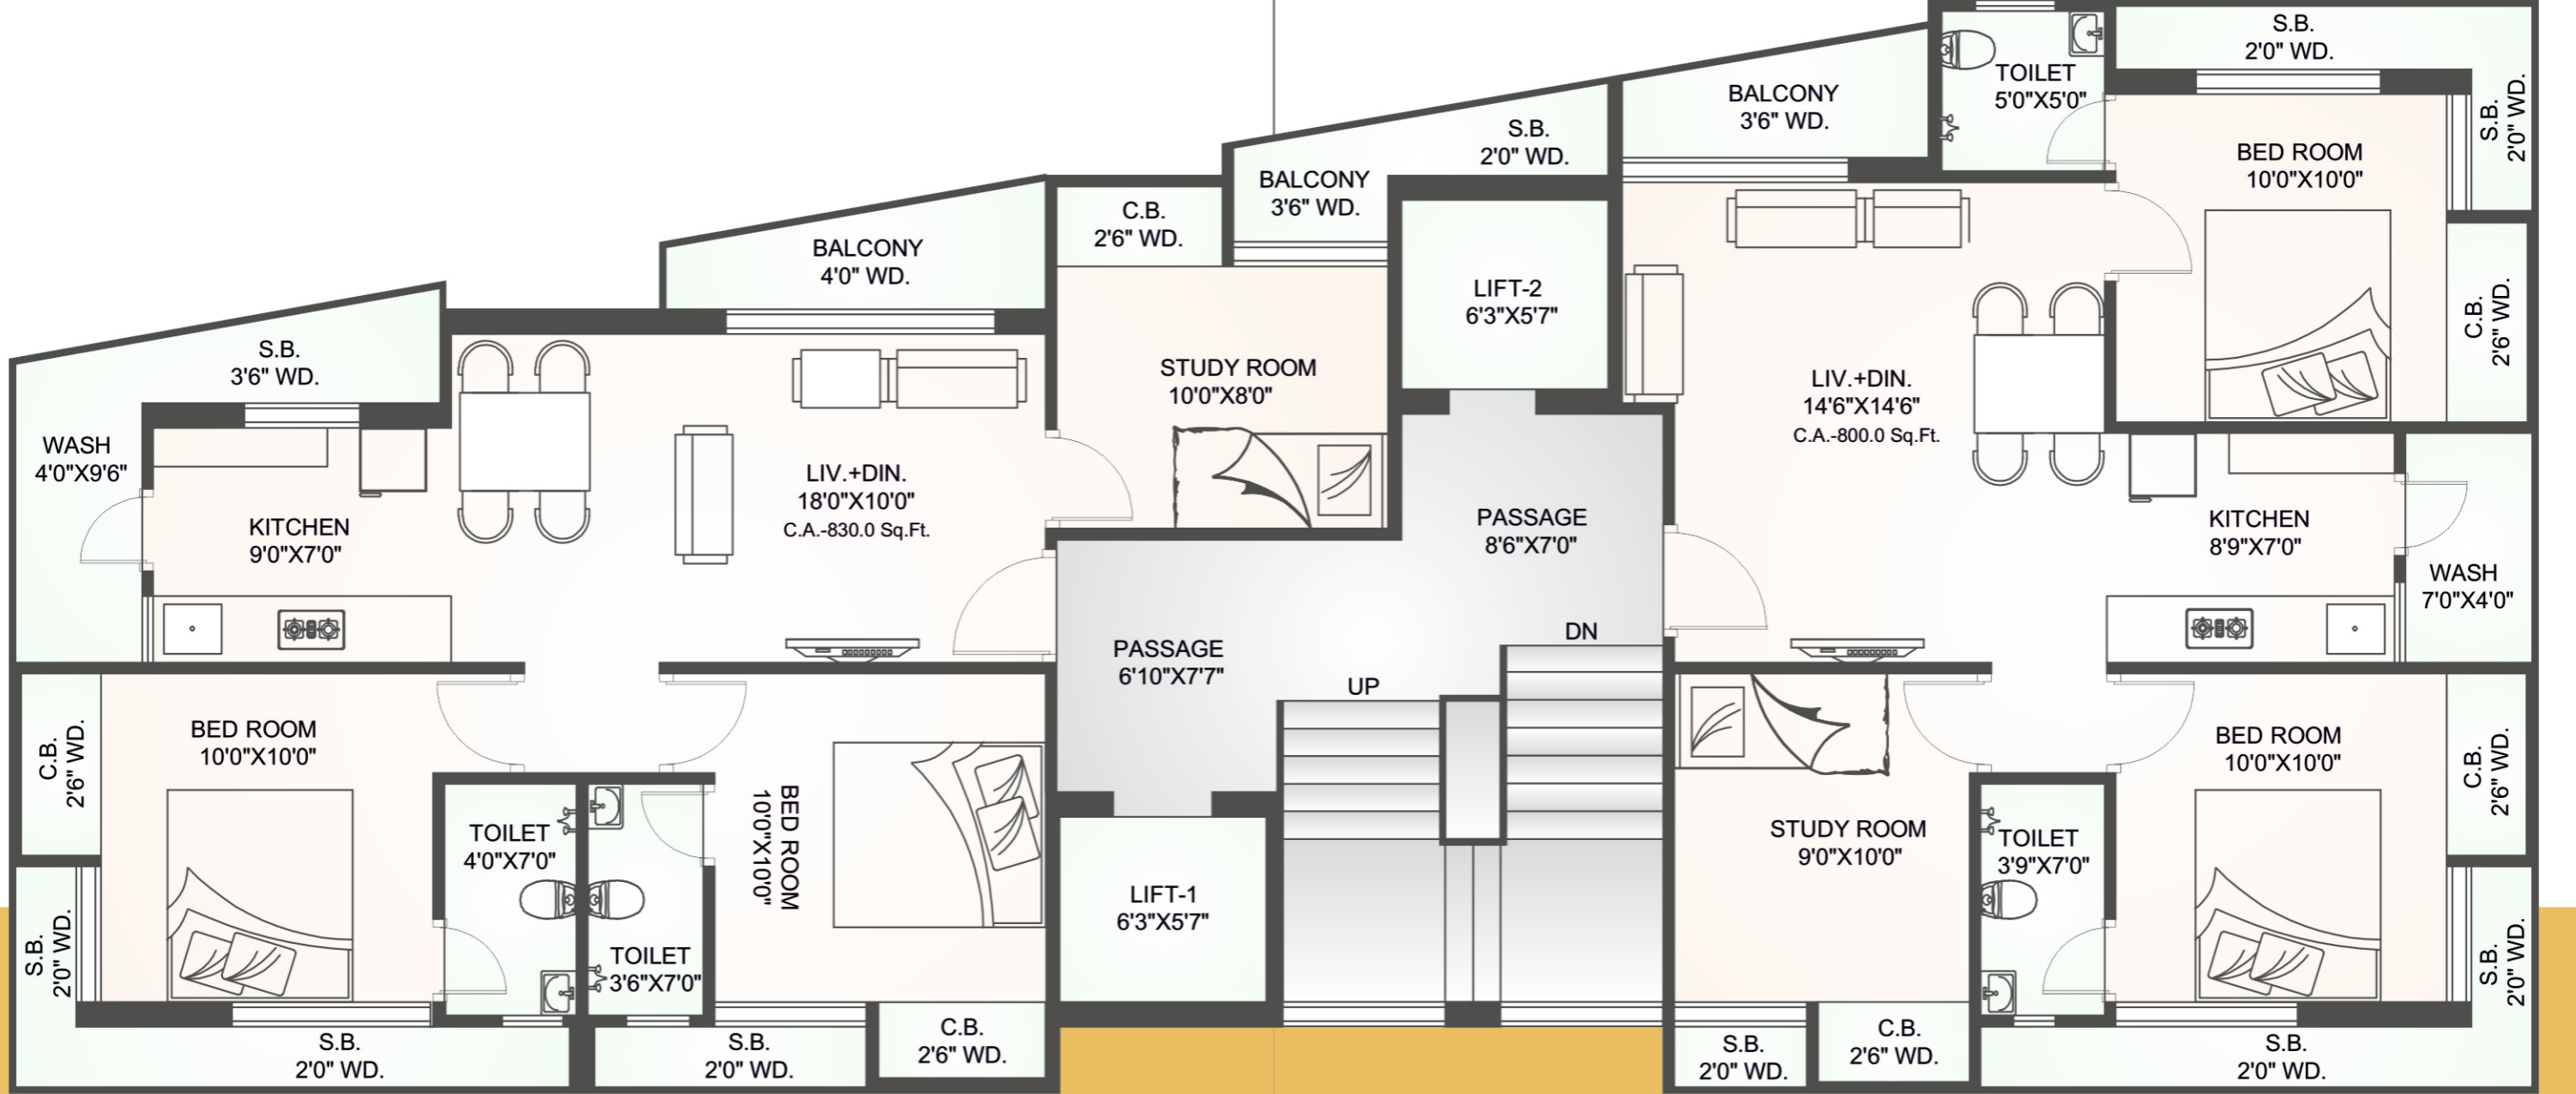 S.B.
2'0" WD.
TOILET
5'0"X5'0"
S.B.
2'0" WD.
BALCONY
3'6" WD.
S.B.
2'0" WD.
BED ROOM
10'0"X10'0"
BALCONY
3'6" WD.
C.B.
2'6" WD.
BALCONY
4'0" WD.
LIFT-2
6'3"X5'7"
C.B.
2'6" WD.
S.B.
3'6" WD.
STUDY ROOM
10'0"X8'0"
LIV.+DIN.
14'6"X14'6"
C.A.-800.0 Sq.Ft.
WASH
4'0"X9'6"
LIV.+DIN.
18'0"X10'0"
C.A.-830.0 Sq.Ft.
KITCHEN
9'0"X7'0"
PASSAGE
8'6"X7'0"
KITCHEN
8'9"X7'0"
WASH
7'0"X4'0"
PASSAGE
6'10"X7'7"
DN
UP
C.B.
2'6" WD.
BED ROOM
10'0"X10'0"
BED ROOM
10'0"X10'0"
BED ROOM
10'0"X10'0"
C.B.
2'6" WD.
TOILET
4'0"X7'0"
STUDY ROOM
9'0"X10'0"
TOILET
3'9"X7'0"
LIFT-1
6'3"X5'7"
S.B.
2'0" WD.
TOILET
3'6"X7'0"
S.B.
2'0" WD.
S.B.
2'0" WD.
S.B.
2'0" WD.
C.B.
2'6" WD.
S.B.
2'0" WD.
C.B.
2'6" WD.
S.B.
2'0" WD.